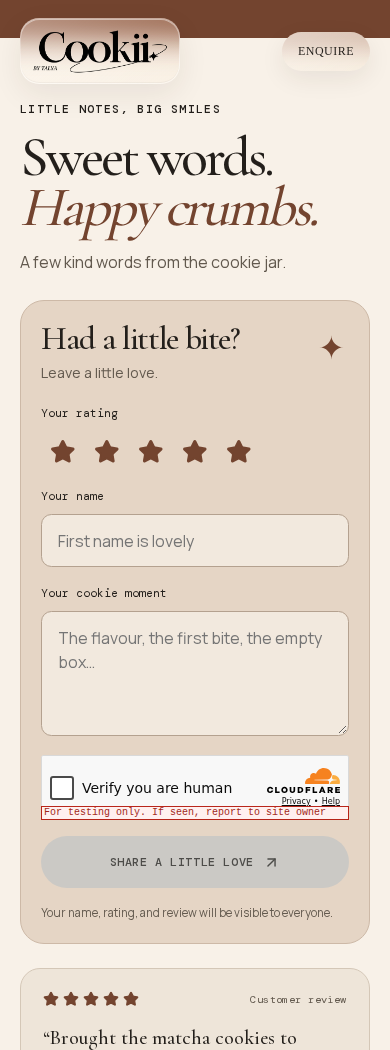 Cookii
BY TALYA
ENQUIRE
LITTLE NOTES, BIG SMILES
Sweet words.
Happy crumbs.
A few kind words from the cookie jar.
Had a little bite?
Leave a little love.
Your rating
Your name
First name is lovely
Your cookie moment
The flavour, the first bite, the empty
box…
Verify you are human
CLOUDFLARE
Privacy • Help
For testing only. If seen, report to site owner
SHARE A LITTLE LOVE
Your name, rating, and review will be visible to everyone.
Customer review
“Brought the matcha cookies to